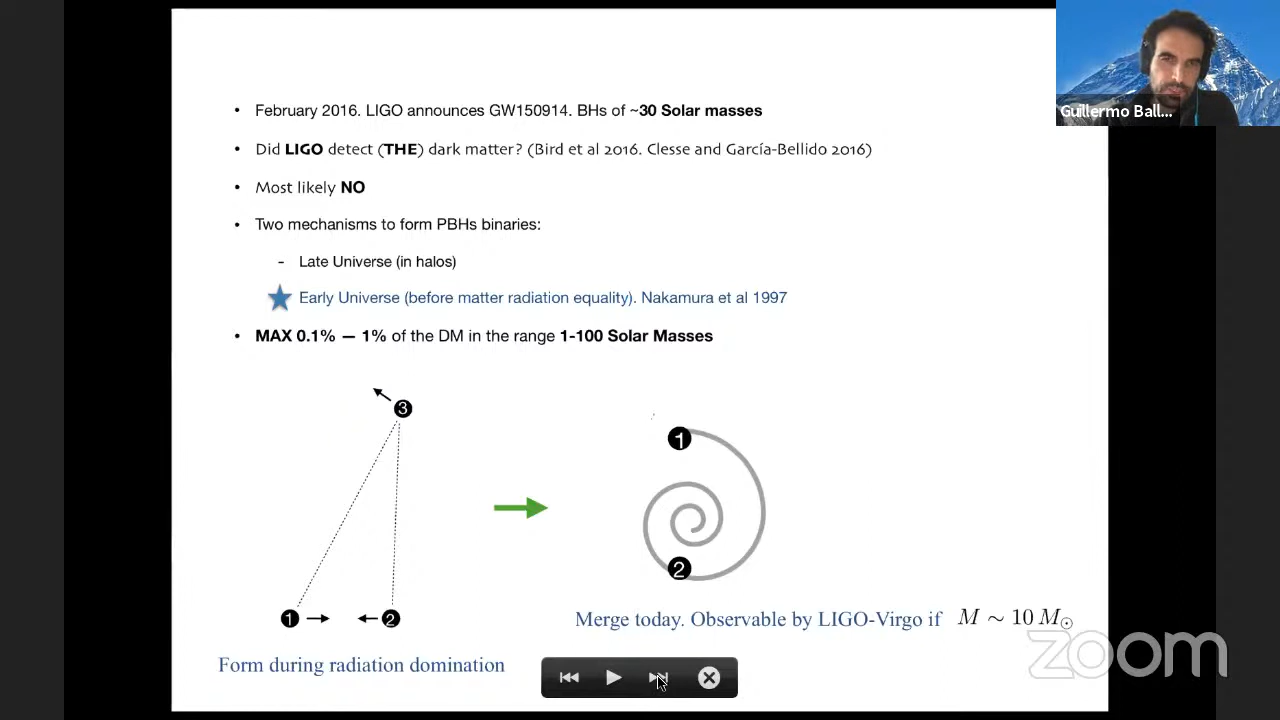 Guillermo Ball...
• February 2016. LIGO announces GW150914. BHs of ~30 Solar masses
• Did LIGO detect (THE) dark matter? (Bird et al 2016. Clesse and García-Bellido 2016)
• Most likely NO
• Two mechanisms to form PBHs binaries:
- Late Universe (in halos)
Early Universe (before matter radiation equality). Nakamura et al 1997
• MAX 0.1% — 1% of the DM in the range 1-100 Solar Masses
3
1
1 2
2
Merge today. Observable by LIGO-Virgo if M ∼ 10 M☉
Form during radiation domination
zoom